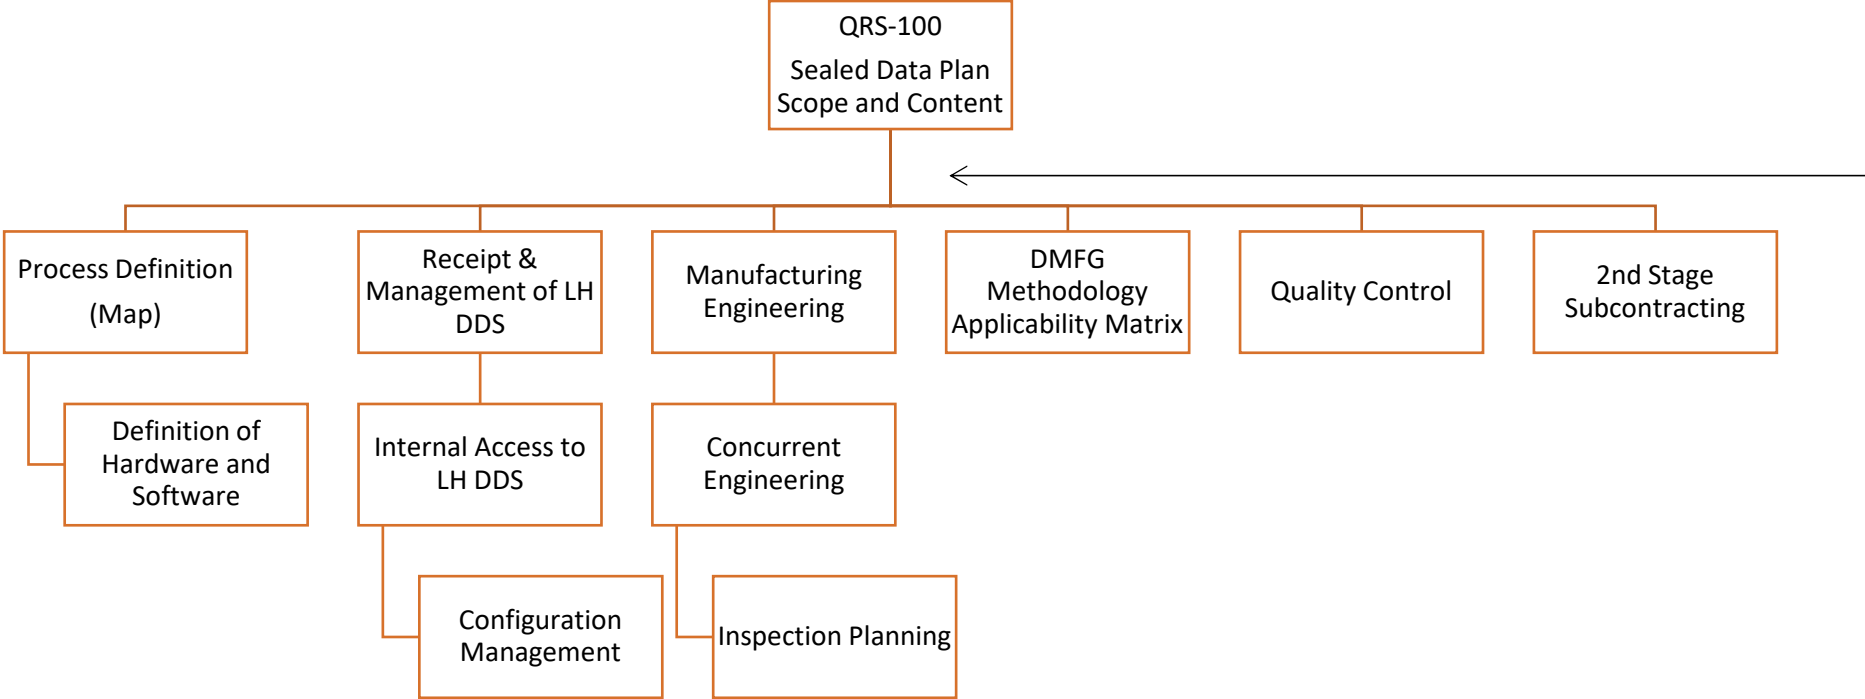 QRS-100
Sealed Data Plan
Scope and Content
Process Definition
(Map)
Receipt &
Management of LH
DDS
Manufacturing
Engineering
DMFG
Methodology
Applicability Matrix
Quality Control
2nd Stage
Subcontracting
Definition of
Hardware and
Software
Internal Access to
LH DDS
Concurrent
Engineering
Configuration
Management
Inspection Planning